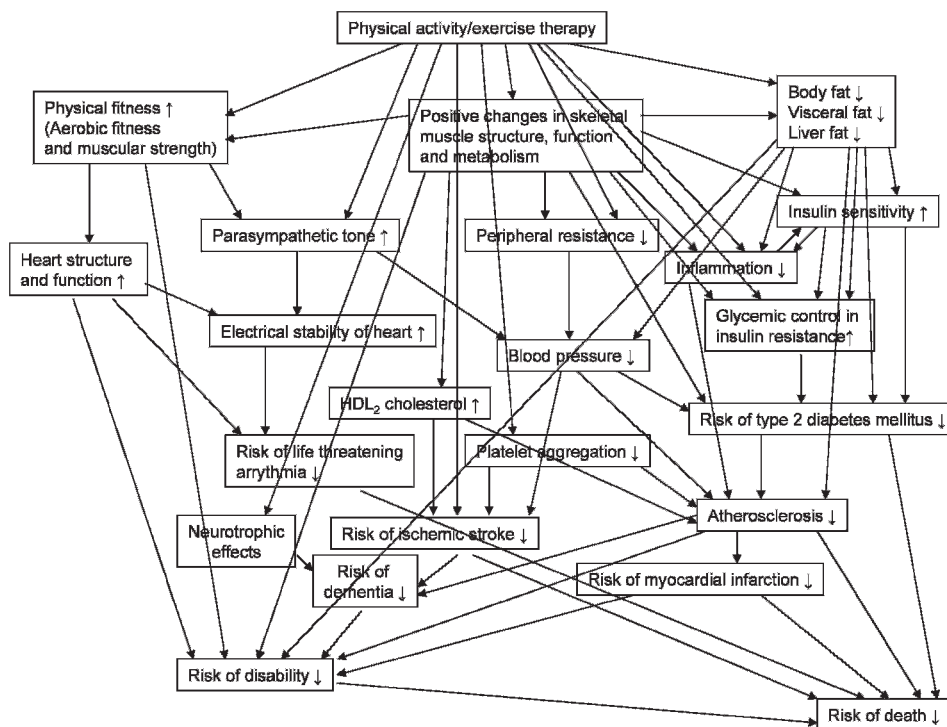 Physical activity/exercise therapy
Physical fitness ↑
(Aerobic fitness
and muscular strength)
Positive changes in skeletal
muscle structure, function
and metabolism
Body fat ↓
Visceral fat ↓
Liver fat ↓
Insulin sensitivity ↑
Parasympathetic tone ↑
Peripheral resistance ↓
Heart structure
and function ↑
Inflammation ↓
Electrical stability of heart ↑
Glycemic control in
insulin resistance↑
Blood pressure ↓
HDL₂ cholesterol ↑
Risk of type 2 diabetes mellitus ↓
Risk of life threatening
arrythmia ↓
Platelet aggregation ↓
Neurotrophic
effects
Risk of ischemic stroke ↓
Atherosclerosis ↓
Risk of
dementia ↓
Risk of myocardial infarction ↓
Risk of disability ↓
Risk of death ↓